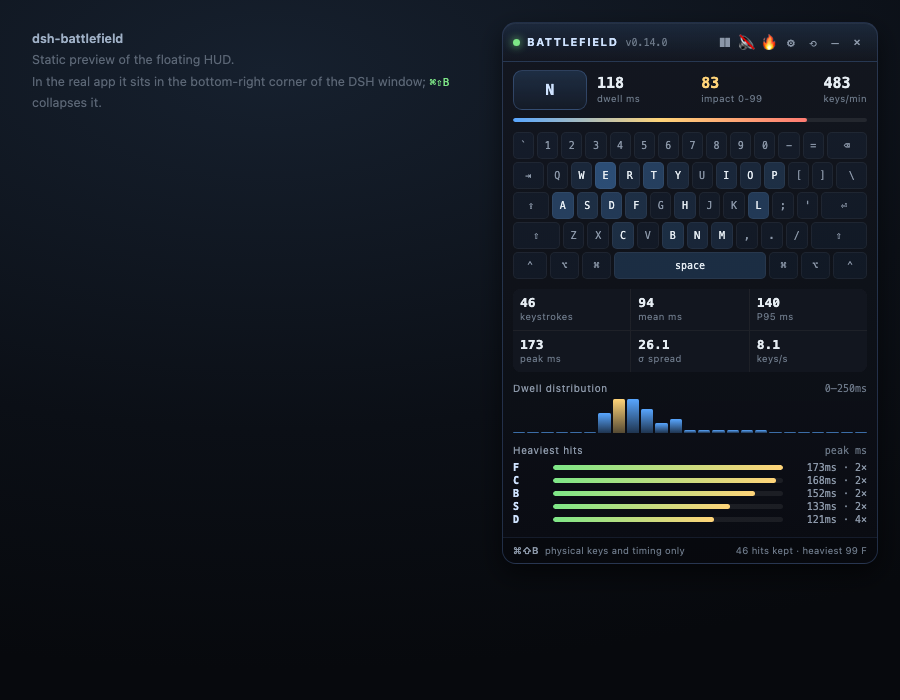 dsh-battlefield
Static preview of the floating HUD.
In the real app it sits in the bottom-right corner of the DSH window; ⌘⇧B
collapses it.
BATTLEFIELD v0.14.0
N
118 83 483
dwell ms impact 0-99 keys/min
` 1 2 3 4 5 6 7 8 9 0 − = ⌫
⇥ Q W E R T Y U I O P [ ] \
⇪ A S D F G H J K L ; ' ⏎
⇧ Z X C V B N M , . / ⇧
⌃ ⌥ ⌘ space ⌘ ⌥ ⌃
46 94 140
keystrokes mean ms P95 ms
173 26.1 8.1
peak ms σ spread keys/s
Dwell distribution 0–250ms
Heaviest hits peak ms
F 173ms · 2×
C 168ms · 2×
B 152ms · 2×
S 133ms · 2×
D 121ms · 4×
⌘⇧B physical keys and timing only 46 hits kept · heaviest 99 F